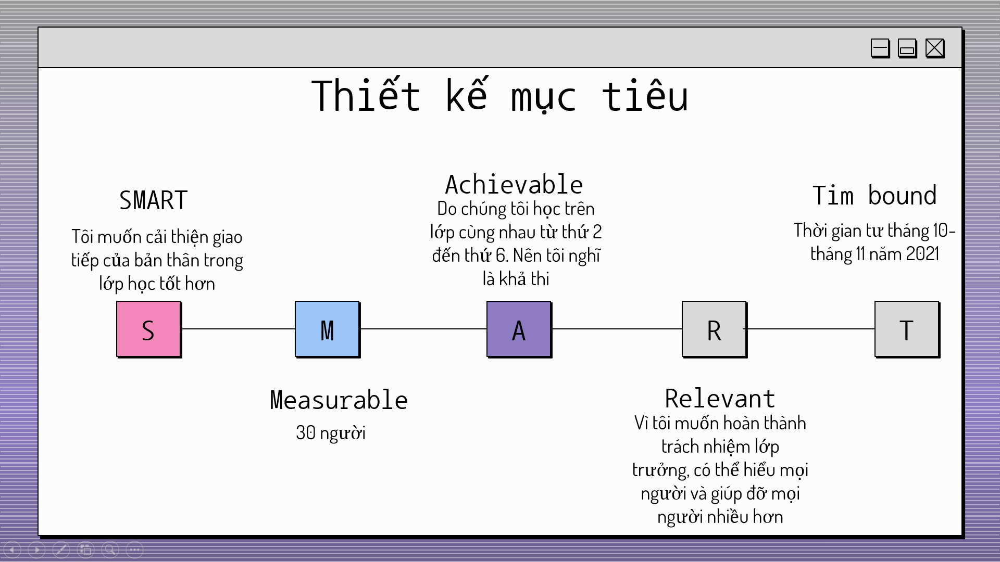 Thiết kế mục tiêu
SMART
Tôi muốn cải thiện giao
tiếp của bản thân trong
lớp học tốt hơn
Achievable
Do chúng tôi học trên
lớp cùng nhau từ thứ 2
đến thứ 6. Nên tôi nghĩ
là khả thi
Tim bound
Thời gian tư tháng 10-
tháng 11 năm 2021
S
M
A
R
T
Measurable
30 người
Relevant
Vì tôi muốn hoàn thành
trách nhiệm lớp
trưởng, có thể hiểu mọi
người và giúp đỡ mọi
người nhiều hơn